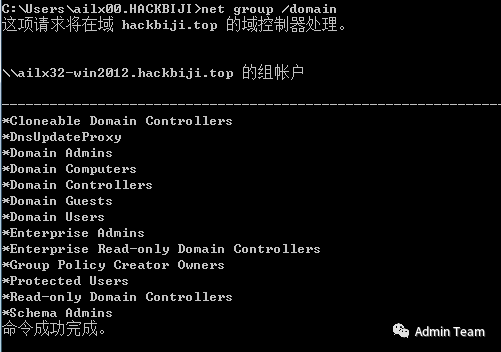 C:\Users\ailx00.HACKBIJI>net group /domain
这项请求将在域 hackbiji.top 的域控制器处理。
\\ailx32-win2012.hackbiji.top 的组帐户
-------------------------------------------------------------------------------
*Cloneable Domain Controllers
*DnsUpdateProxy
*Domain Admins
*Domain Computers
*Domain Controllers
*Domain Guests
*Domain Users
*Enterprise Admins
*Enterprise Read-only Domain Controllers
*Group Policy Creator Owners
*Protected Users
*Read-only Domain Controllers
*Schema Admins
命令成功完成。
Admin Team